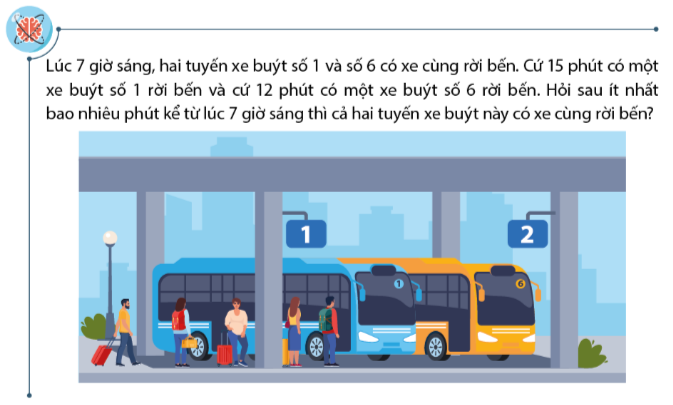 Lúc 7 giờ sáng, hai tuyến xe buýt số 1 và số 6 có xe cùng rời bến. Cứ 15 phút có một
xe buýt số 1 rời bến và cứ 12 phút có một xe buýt số 6 rời bến. Hỏi sau ít nhất
bao nhiêu phút kể từ lúc 7 giờ sáng thì cả hai tuyến xe buýt này có xe cùng rời bến?
1
2
1
6